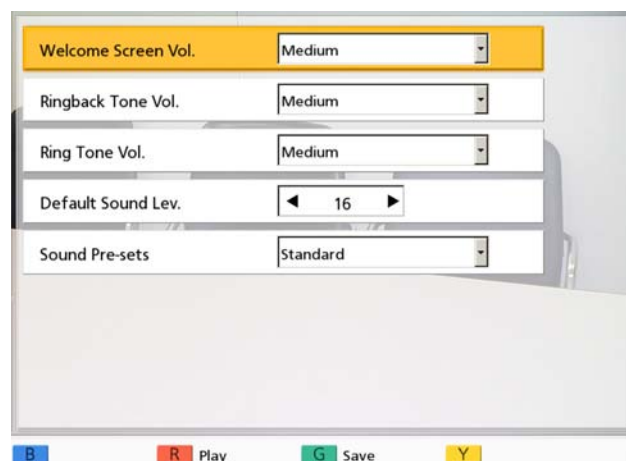 Welcome Screen Vol. Medium
Ringback Tone Vol. Medium
Ring Tone Vol. Medium
Default Sound Lev. 16
Sound Pre-sets Standard
B R Play G Save Y